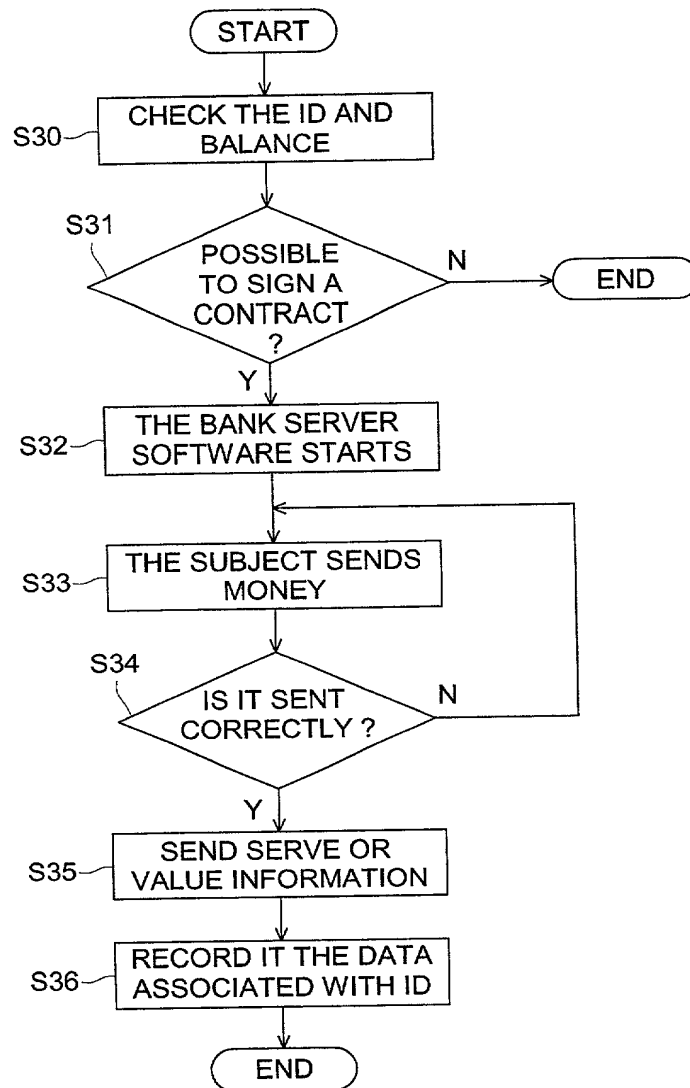 START
S30
CHECK THE ID AND
BALANCE
S31
POSSIBLE
TO SIGN A
CONTRACT
?
N
END
Y
S32
THE BANK SERVER
SOFTWARE STARTS
S33
THE SUBJECT SENDS
MONEY
S34
IS IT SENT
CORRECTLY ?
N
Y
S35
SEND SERVE OR
VALUE INFORMATION
S36
RECORD IT THE DATA
ASSOCIATED WITH ID
END